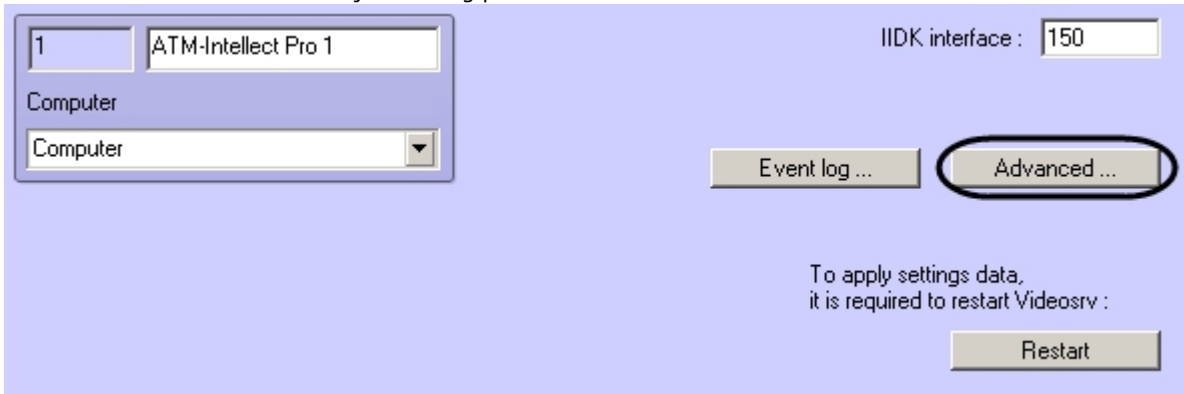 1
ATM-Intellect Pro 1
IIDK interface : 150
Computer
Computer
Event log ...
Advanced ...
To apply settings data,
it is required to restart Videosrv :
Restart